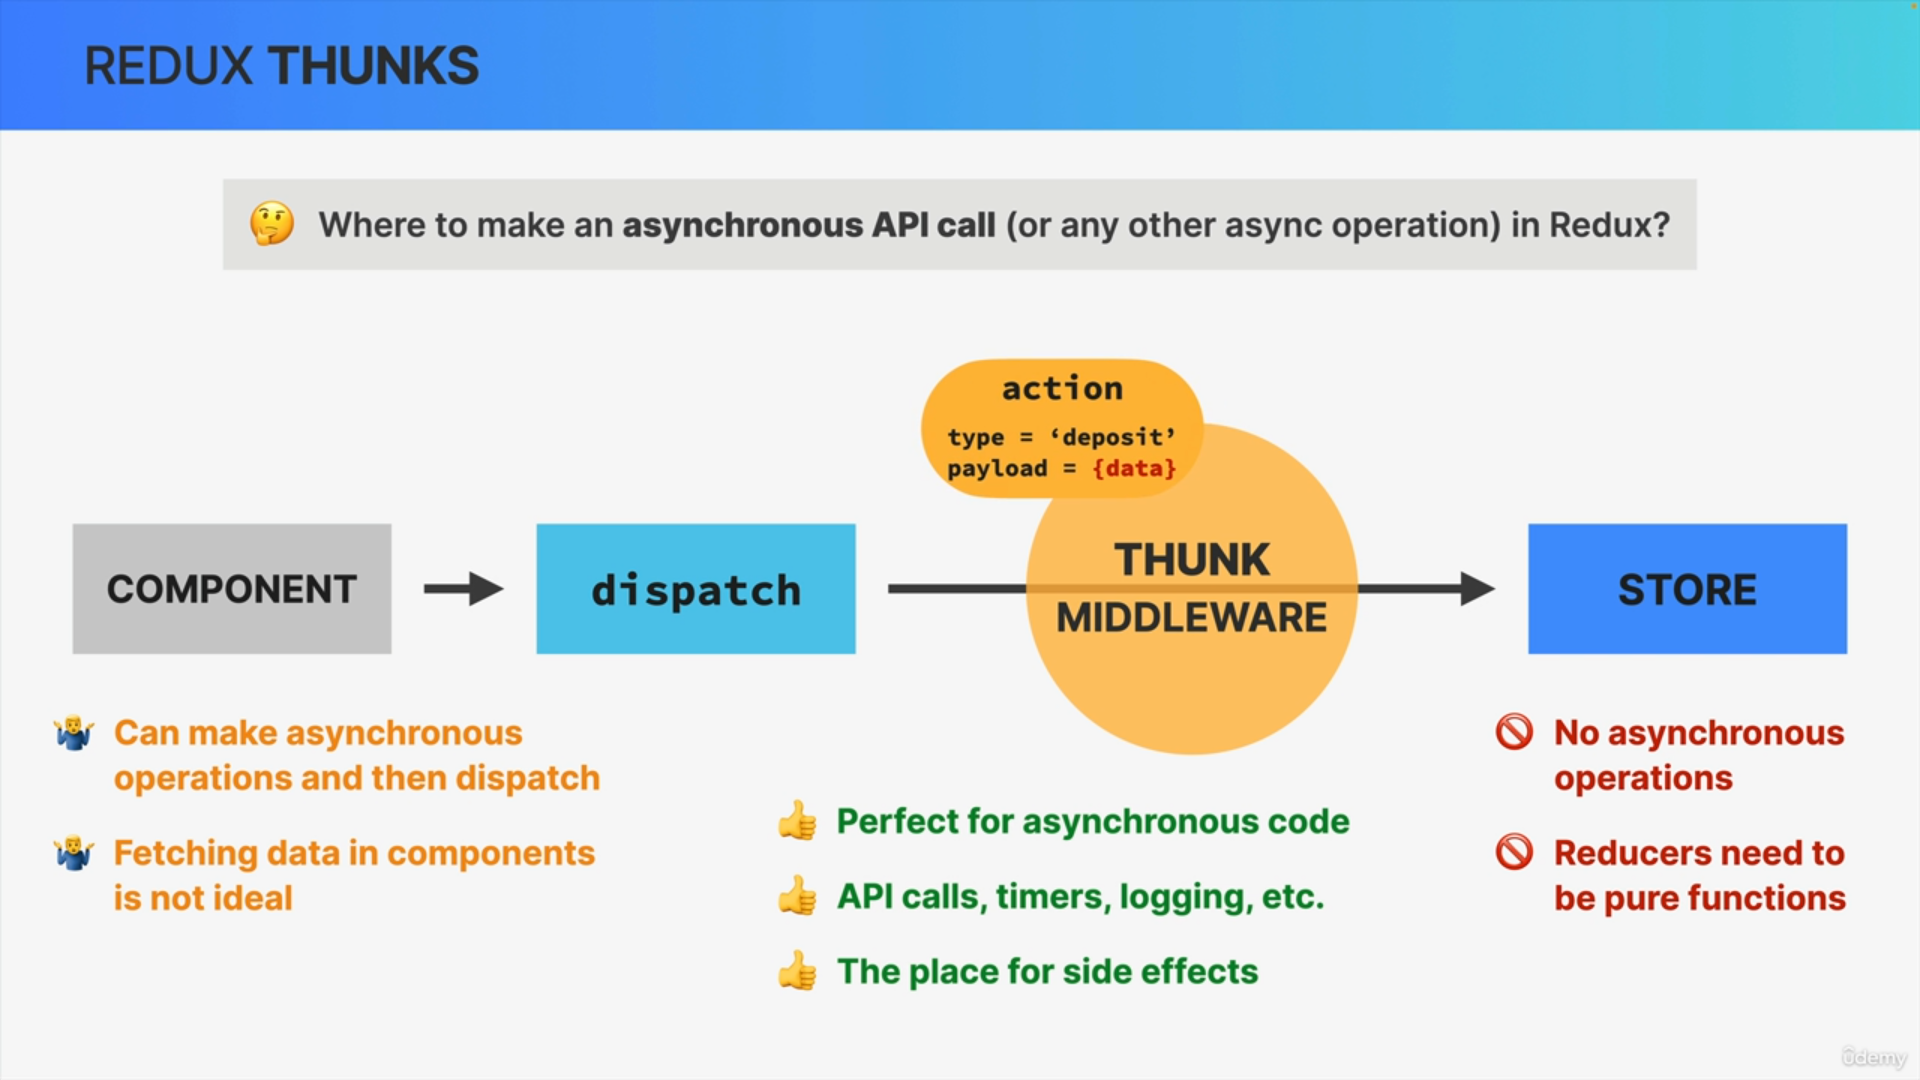 REDUX THUNKS
Where to make an asynchronous API call (or any other async operation) in Redux?
action
type = ‘deposit’
payload = {data}
COMPONENT
dispatch
THUNK
MIDDLEWARE
STORE
Can make asynchronous
operations and then dispatch
Fetching data in components
is not ideal
Perfect for asynchronous code
API calls, timers, logging, etc.
The place for side effects
No asynchronous
operations
Reducers need to
be pure functions
ûdemy